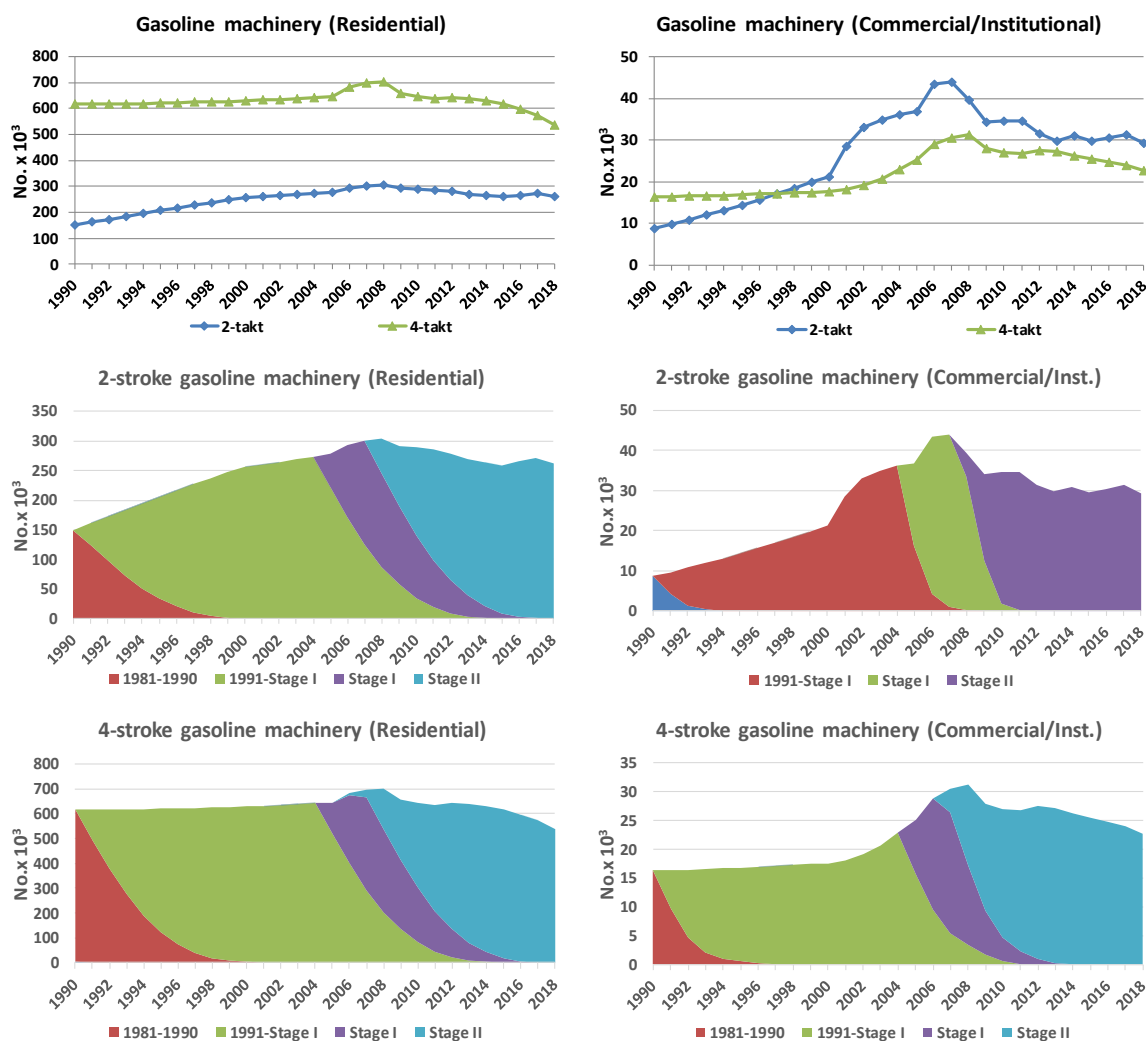 Gasoline machinery (Residential)
No. x 10³
800
700
600
500
400
300
200
100
0
1990 1992 1994 1996 1998 2000 2002 2004 2006 2008 2010 2012 2014 2016 2018
2-takt 4-takt
Gasoline machinery (Commercial/Institutional)
No. x 10³
50
40
30
20
10
0
1990 1992 1994 1996 1998 2000 2002 2004 2006 2008 2010 2012 2014 2016 2018
2-takt 4-takt
2-stroke gasoline machinery (Residential)
No. x 10³
350
300
250
200
150
100
50
0
1990 1992 1994 1996 1998 2000 2002 2004 2006 2008 2010 2012 2014 2016 2018
1981-1990 1991-Stage I Stage I Stage II
2-stroke gasoline machinery (Commercial/Inst.)
No. x 10³
50
40
30
20
10
0
1990 1992 1994 1996 1998 2000 2002 2004 2006 2008 2010 2012 2014 2016 2018
1991-Stage I Stage I Stage II
4-stroke gasoline machinery (Residential)
No. x 10³
800
700
600
500
400
300
200
100
0
1990 1992 1994 1996 1998 2000 2002 2004 2006 2008 2010 2012 2014 2016 2018
1981-1990 1991-Stage I Stage I Stage II
4-stroke gasoline machinery (Commercial/Inst.)
No. x 10³
35
30
25
20
15
10
5
0
1990 1992 1994 1996 1998 2000 2002 2004 2006 2008 2010 2012 2014 2016 2018
1981-1990 1991-Stage I Stage I Stage II